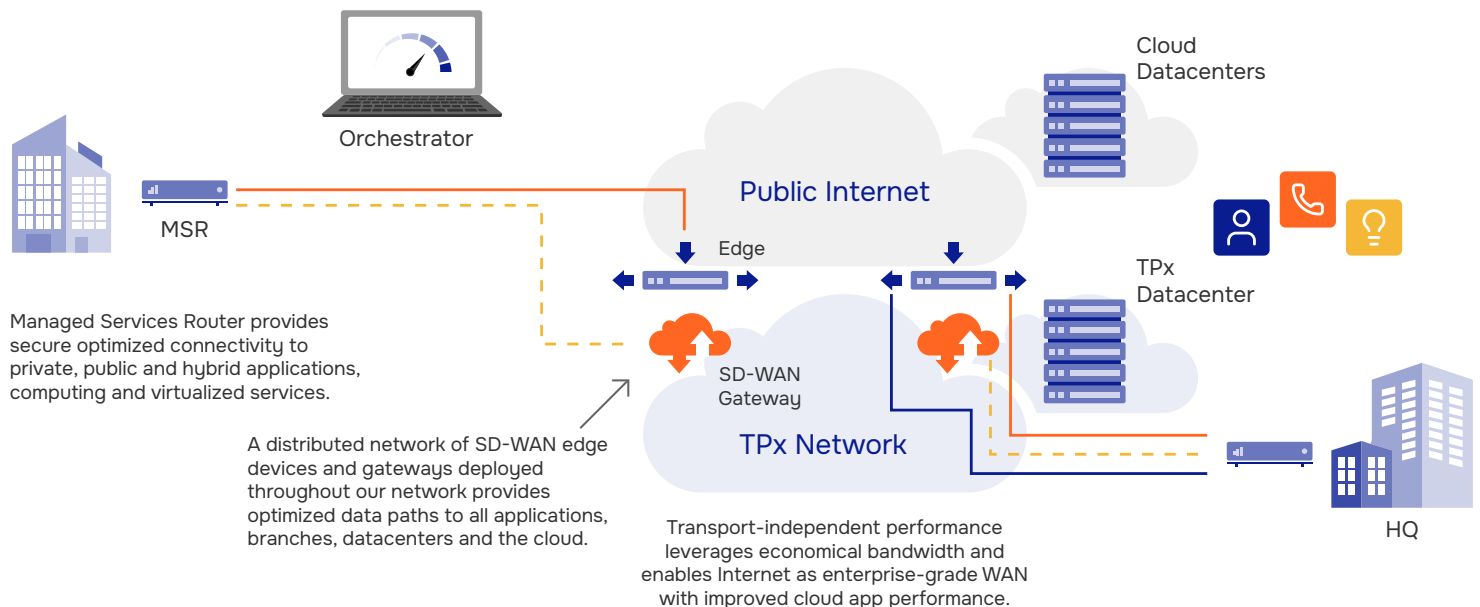 Cloud
Datacenters
Orchestrator
Public Internet
MSR
Edge
TPx
Datacenter
Managed Services Router provides
secure optimized connectivity to
private, public and hybrid applications,
computing and virtualized services.
SD-WAN
Gateway
A distributed network of SD-WAN edge
devices and gateways deployed
throughout our network provides
optimized data paths to all applications,
branches, datacenters and the cloud.
TPx Network
HQ
Transport-independent performance
leverages economical bandwidth and
enables Internet as enterprise-grade WAN
with improved cloud app performance.